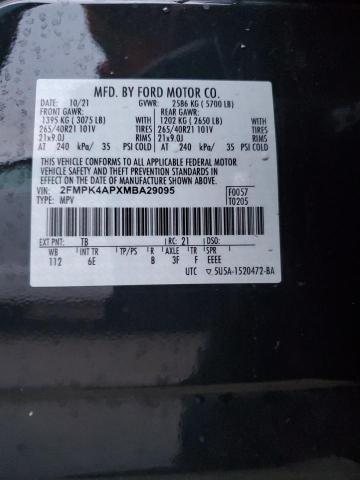 MFD. BY FORD MOTOR CO.
DATE: 10/21 GVWR: 2586 KG (5700 LB)
FRONT GAWR: REAR GAWR:
1395 KG (3075 LB) WITH 1202 KG (2650 LB) WITH
265/40R21 101V TIRES 265/40R21 101V TIRES
21x9.0J RIMS 21x9.0J RIMS
AT 240 kPa/ 35 PSI COLD AT 240 kPa/ 35 PSI COLD
THIS VEHICLE CONFORMS TO ALL APPLICABLE FEDERAL MOTOR
VEHICLE SAFETY AND THEFT PREVENTION STANDARDS IN EFFECT ON THE
DATE OF MANUFACTURE SHOWN ABOVE.
VIN: 2FMPK4APXMBA29095 F0057
TYPE: MPV T0205
EXT PNT: TB RC: 21 DSO:
WB INT TR TP/PS R AXLE TR SPR
112 6E B 3F F EEEE
UTC 5U5A-1520472-BA